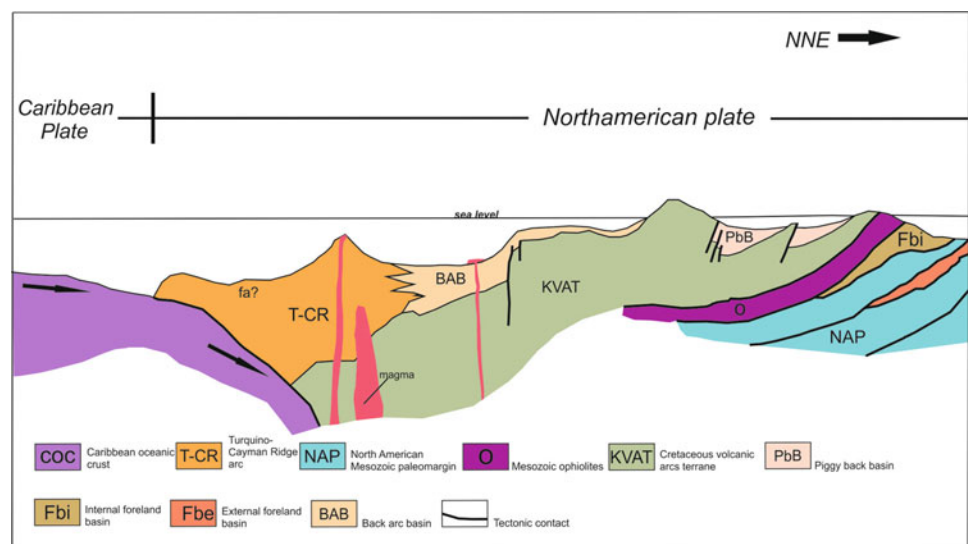 NNE
Caribbean
Plate
Northamerican plate
sea level
PbB
Fbi
BAB
KVAT
fa?
T-CR
O
NAP
magma
COC
Caribbean oceanic
crust
T-CR
Turquino-
Cayman Ridge
arc
NAP
North American
Mesozoic paleomargin
O
Mesozoic ophiolites
KVAT
Cretaceous volcanic
arcs terrane
PbB
Piggy back basin
Fbi
Internal foreland
basin
Fbe
External foreland
basin
BAB
Back arc basin
Tectonic contact